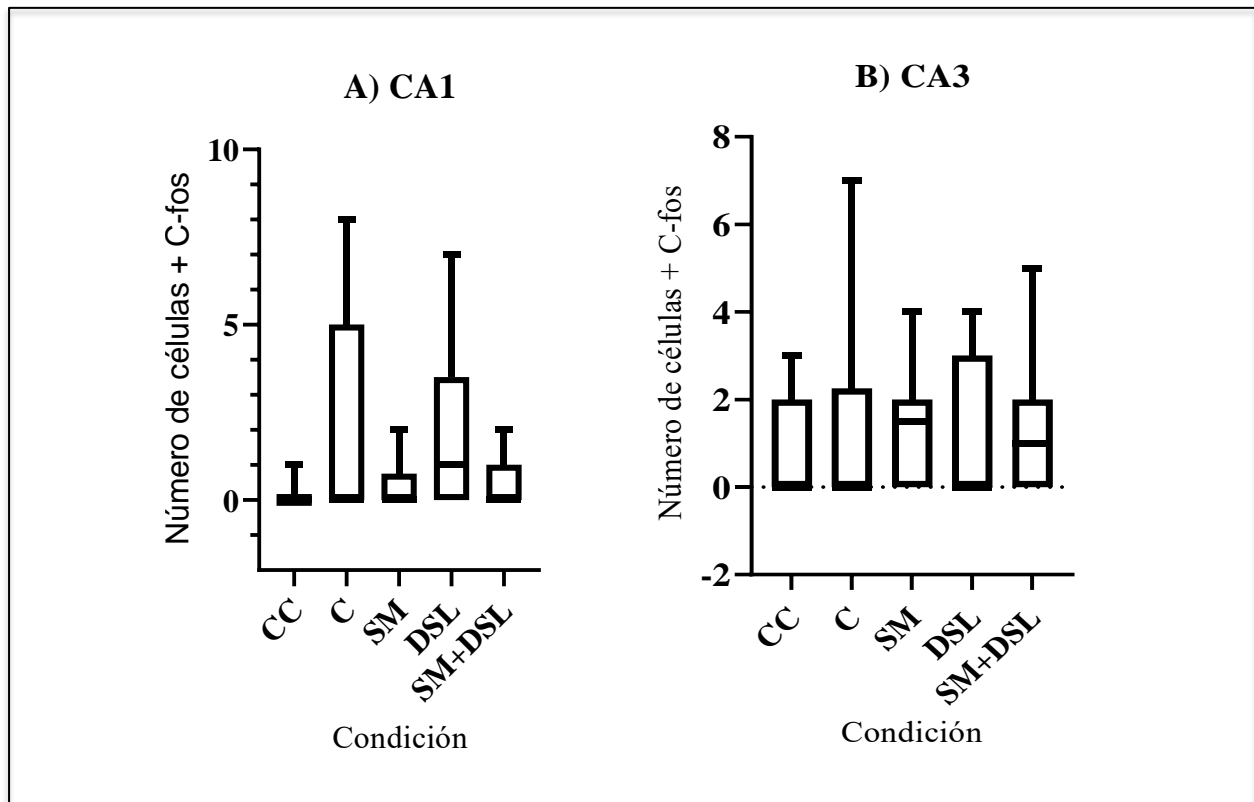 A) CA1
Número de células + C-fos
10
5
0
CC
C
SM
DSL
SM+DSL
Condición
B) CA3
Número de células + C-fos
8
6
4
2
0
-2
CC
C
SM
DSL
SM+DSL
Condición